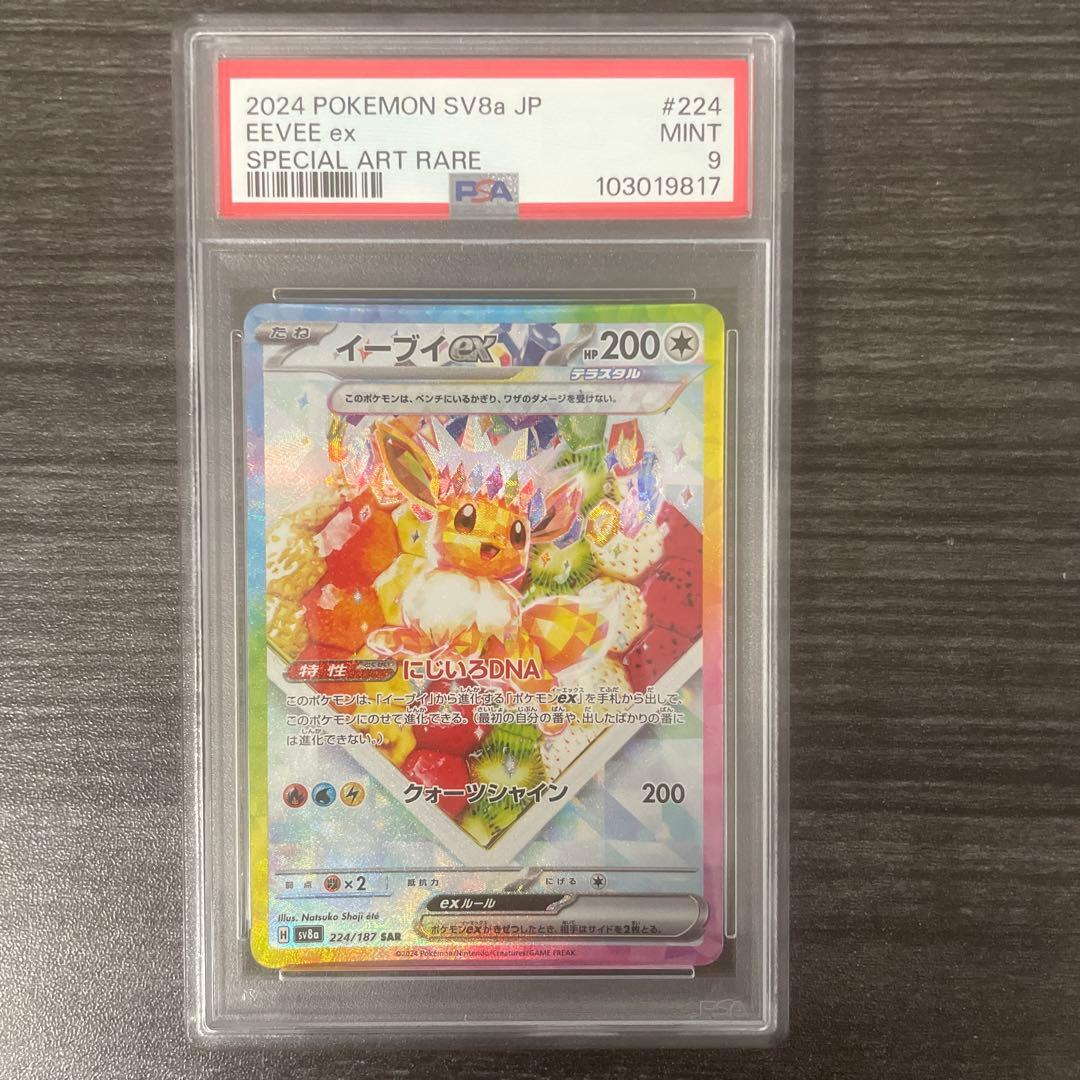 2024 POKEMON SV8a JP #224
EEVEE ex MINT
SPECIAL ART RARE 9
PSA 103019817
たね イーブイex HP 200
テラスタル
このポケモンは、ベンチにいるかぎり、ワザのダメージを受けない。
特性 にじいろDNA
このポケモンは、「イーブイ」から進化する「ポケモンex」を手札から出して、
このポケモンにのせて進化できる。(最初の自分の番や、出したばかりの番に
は進化できない。)
クォーツシャイン 200
弱点 ×2 抵抗力 にげる
exルール
ポケモンexがきぜつしたとき、相手はサイドを2枚とる。
Illus. Natsuko Shoji été
H sv8a 224/187 SAR
©2024 Pokémon/Nintendo/Creatures/GAME FREAK.
PSA